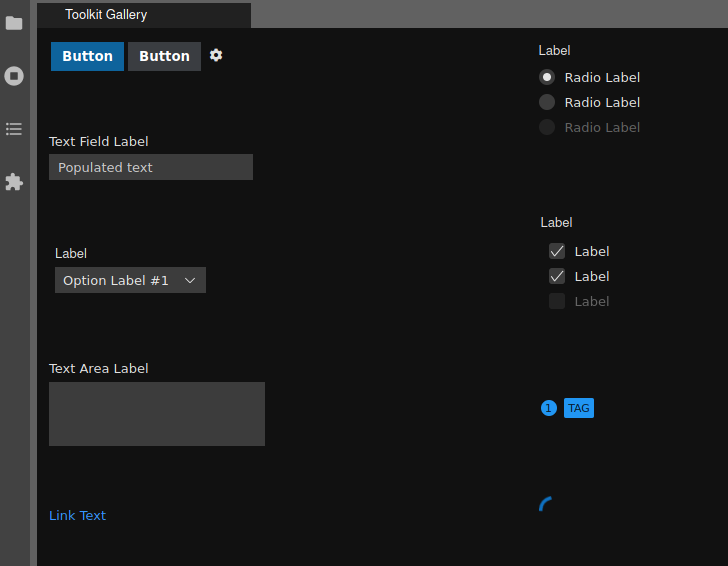 Toolkit Gallery
Button Button
Label
Radio Label
Radio Label
Radio Label
Text Field Label
Populated text
Label
Label
Label
Label
Label
Option Label #1
Text Area Label
1 TAG
Link Text